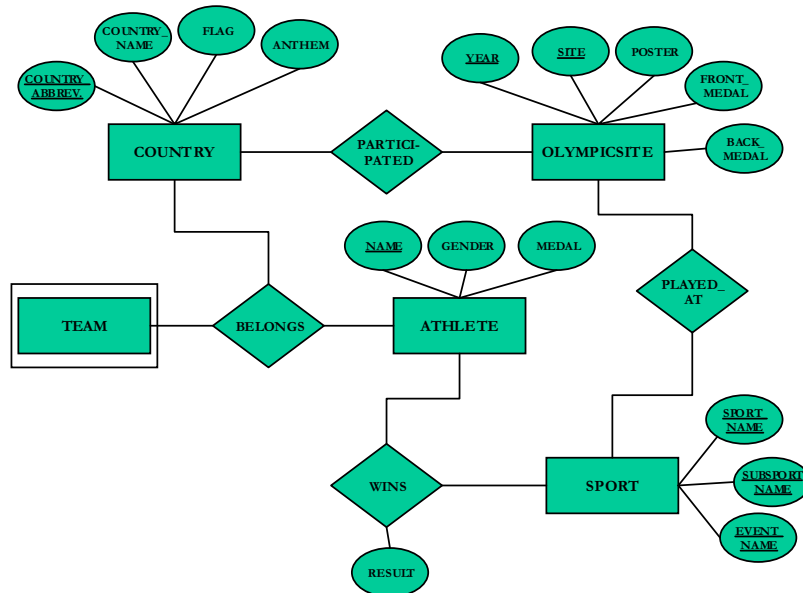 COUNTRY_
NAME
FLAG
ANTHEM
COUNTRY_
ABBREV.
YEAR
SITE
POSTER
FRONT_
MEDAL
BACK_
MEDAL
COUNTRY
PARTICI-
PATED
OLYMPICSITE
NAME
GENDER
MEDAL
PLAYED_
AT
TEAM
BELONGS
ATHLETE
SPORT_
NAME
WINS
SPORT
SUBSPORT_
NAME
EVENT_
NAME
RESULT